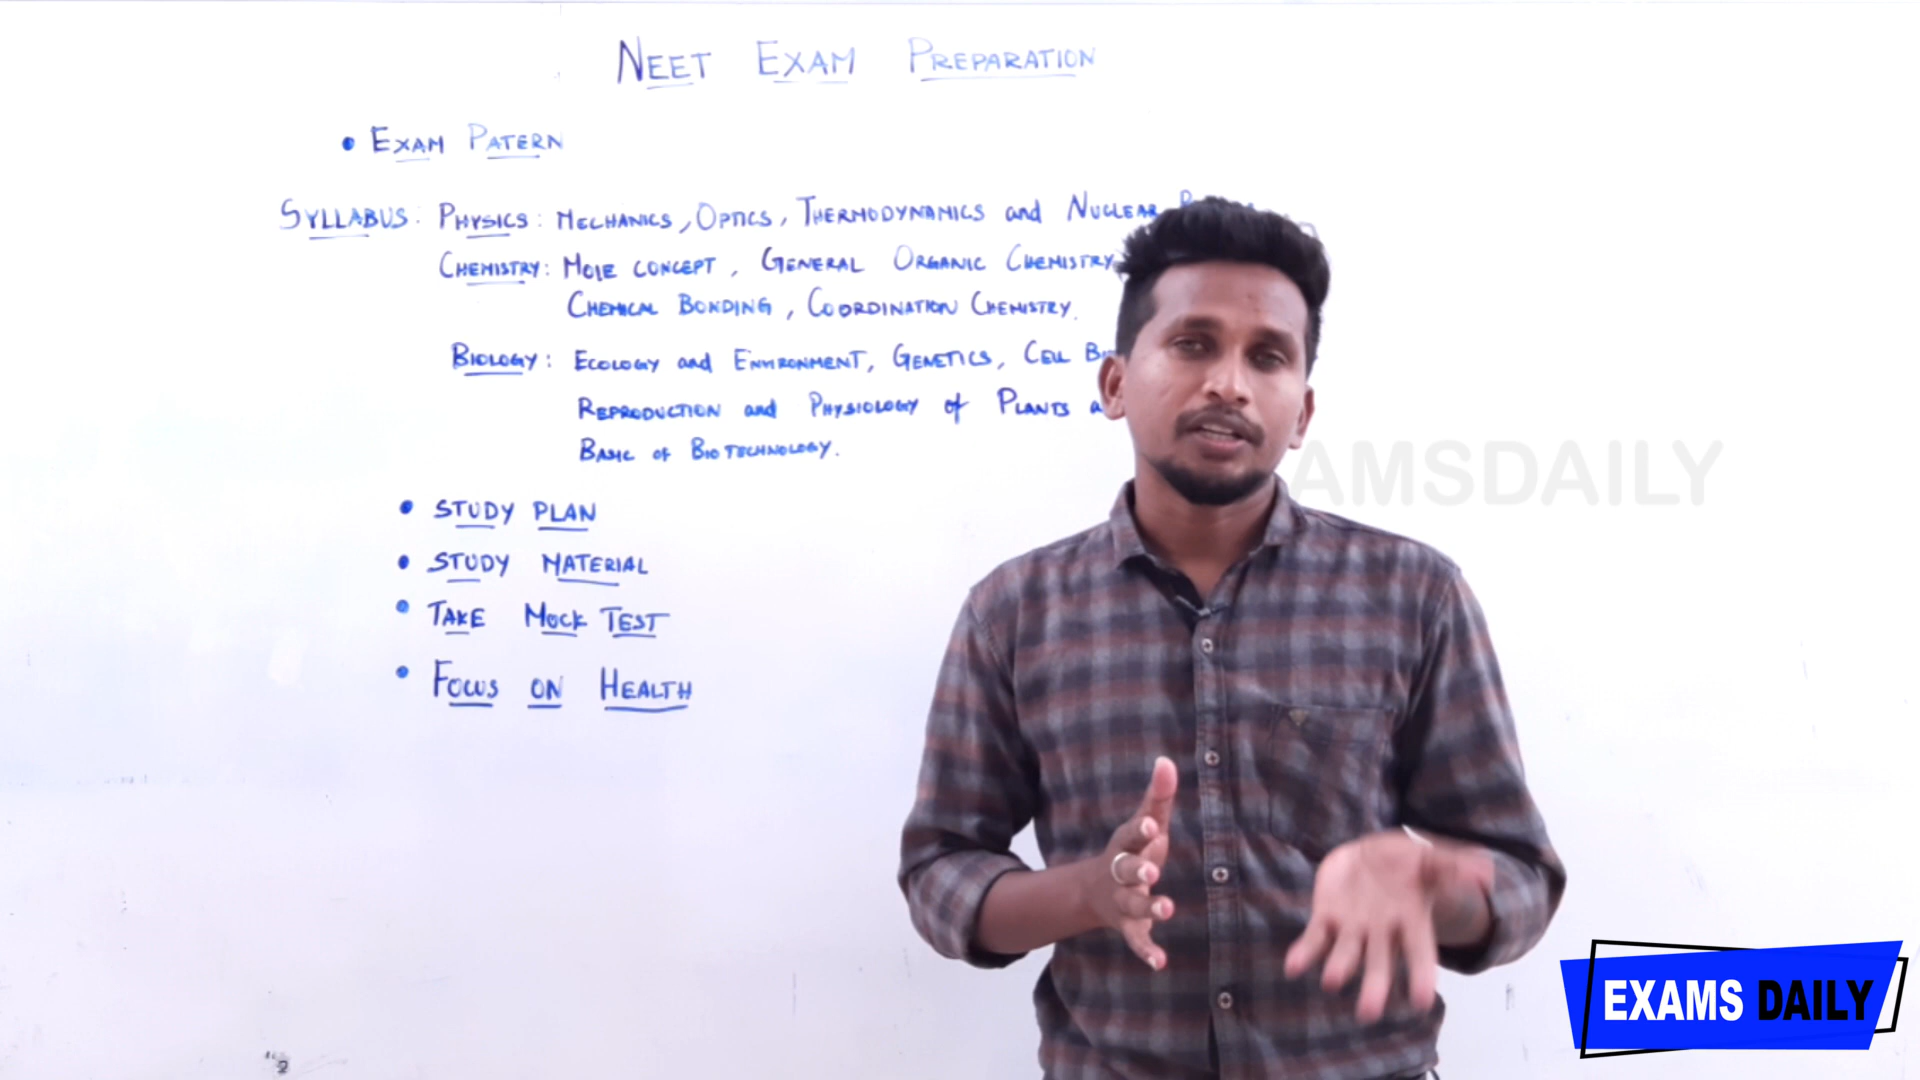 NEET EXAM PREPARATION
• EXAM PATERN
SYLLABUS: PHYSICS: MECHANICS, OPTICS, THERMODYNAMICS and NUCLEAR
CHEMISTRY: MOLE CONCEPT, GENERAL ORGANIC CHEMISTRY,
CHEMICAL BONDING, COORDINATION CHEMISTRY.
BIOLOGY: ECOLOGY and ENVIRONMENT, GENETICS, CELL
REPRODUCTION and PHYSIOLOGY of PLANTS
BASIC of BIOTECHNOLOGY.
AMSDAILY
• STUDY PLAN
• STUDY MATERIAL
• TAKE MOCK TEST
• FOCUS ON HEALTH
EXAMS DAILY